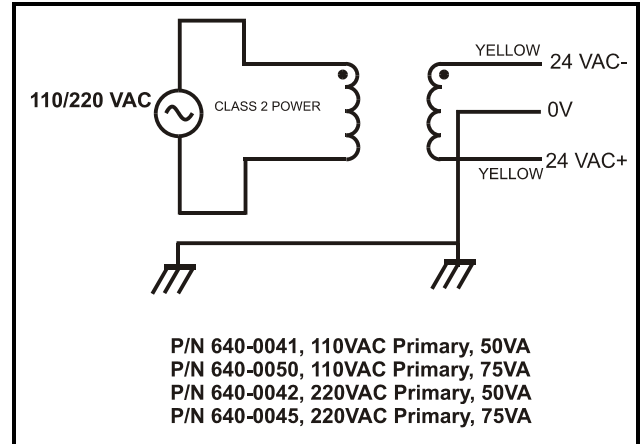 YELLOW
24 VAC-
110/220 VAC
CLASS 2 POWER
0V
24 VAC+
YELLOW
P/N 640-0041, 110VAC Primary, 50VA
P/N 640-0050, 110VAC Primary, 75VA
P/N 640-0042, 220VAC Primary, 50VA
P/N 640-0045, 220VAC Primary, 75VA